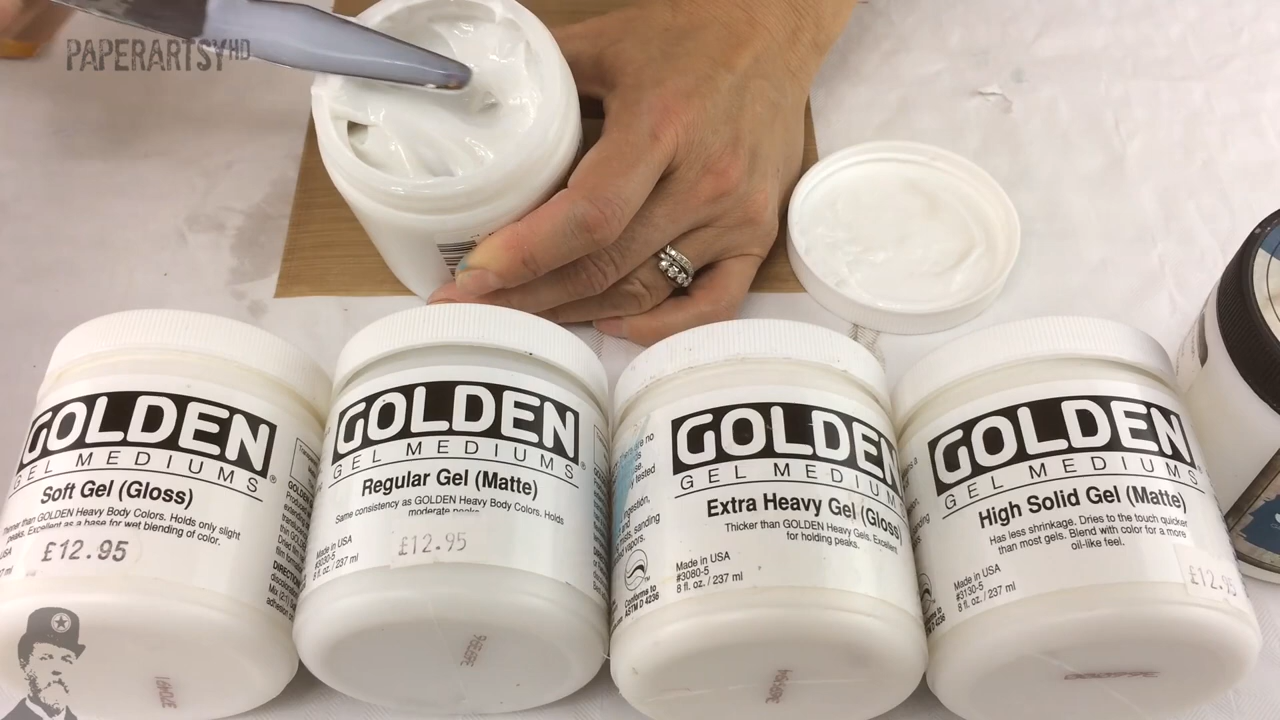 PAPERARTSY HD
GOLDEN
GEL MEDIUMS
Soft Gel (Gloss)
than GOLDEN Heavy Body Colors. Holds only slight
peaks. Excellent as a base for wet blending of color.
USA
£12.95
GOLDEN
GEL MEDIUMS
Regular Gel (Matte)
Same consistency as GOLDEN Heavy Body Colors. Holds
moderate peaks
Made in USA
#3030-5
8 fl. oz. / 237 ml
£12.95
GOLDEN
GEL MEDIUMS
Extra Heavy Gel (Gloss)
Thicker than GOLDEN Heavy Gels. Excellent
for holding peaks.
Made in USA
#3080-5
8 fl. oz. / 237 ml
Conforms to
ASTM D 4236
GOLDEN
GEL MEDIUMS
High Solid Gel (Matte)
Has less shrinkage. Dries to the touch quicker
than most gels. Blend with color for a more
oil-like feel.
Made in USA
#3130-5
8 fl. oz. / 237 ml
£12.95